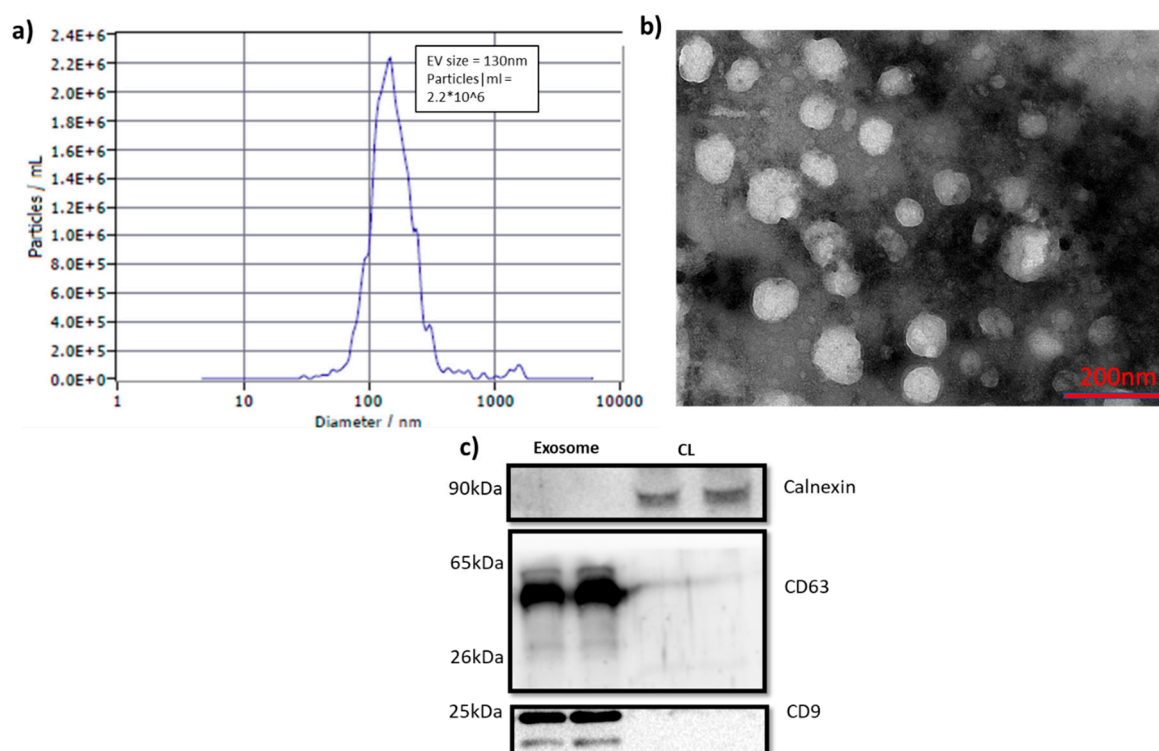 a)
2.4E+6
2.2E+6
2.0E+6
1.8E+6
1.6E+6
1.4E+6
1.2E+6
1.0E+6
8.0E+5
6.0E+5
4.0E+5
2.0E+5
0.0E+0
Particles / mL
EV size = 130nm
Particles|ml =
2.2*10^6
1 10 100 1000 10000
Diameter / nm
b)
200nm
c)
Exosome CL
90kDa Calnexin
65kDa
CD63
26kDa
25kDa CD9